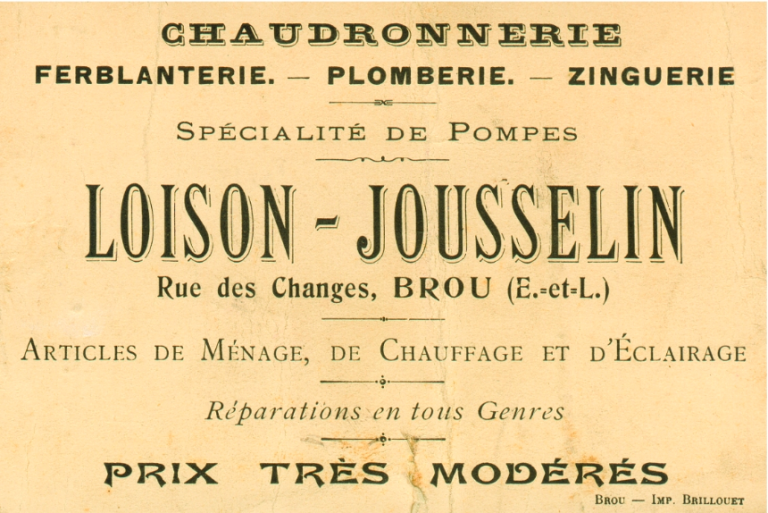 CHAUDRONNERIE
FERBLANTERIE. — PLOMBERIE. — ZINGUERIE
SPÉCIALITÉ DE POMPES
LOISON - JOUSSELIN
Rue des Changes, BROU (E.=et=L.)
ARTICLES DE MÉNAGE, DE CHAUFFAGE ET D'ÉCLAIRAGE
Réparations en tous Genres
PRIX TRÈS MODÉRÉS
BROU — IMP. BRILLOUET